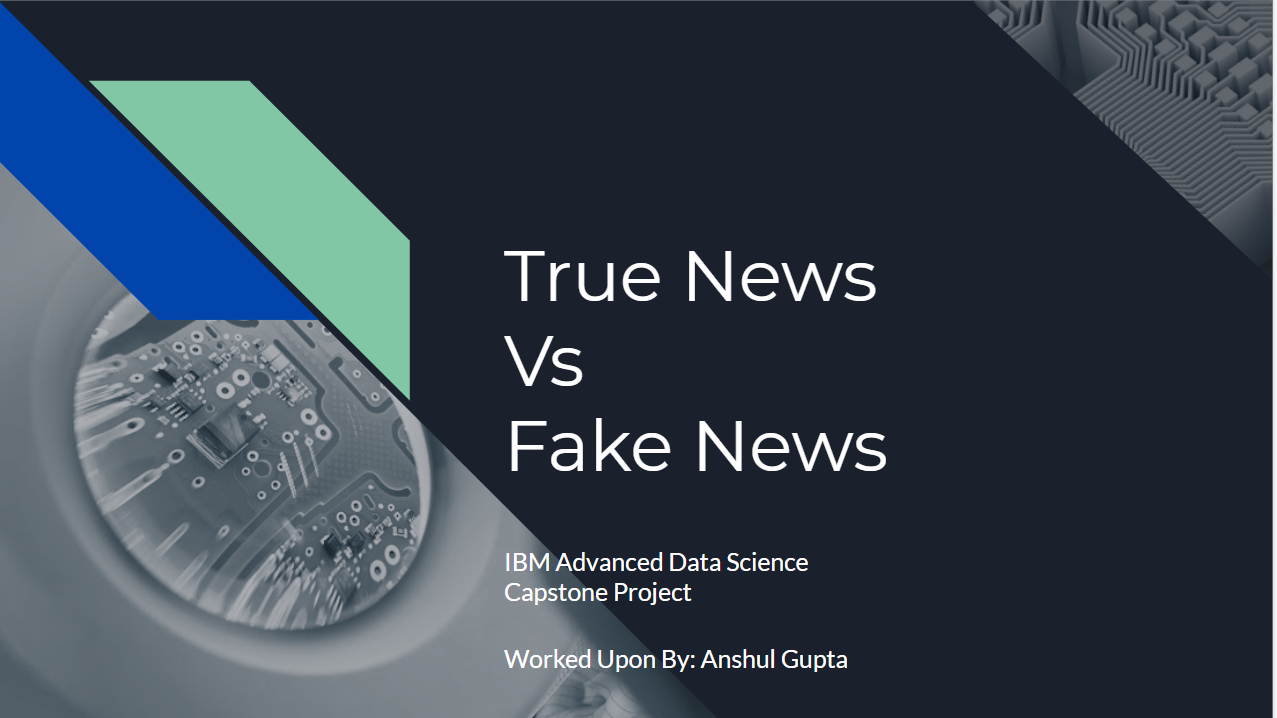 True News
Vs
Fake News
IBM Advanced Data Science
Capstone Project
Worked Upon By: Anshul Gupta